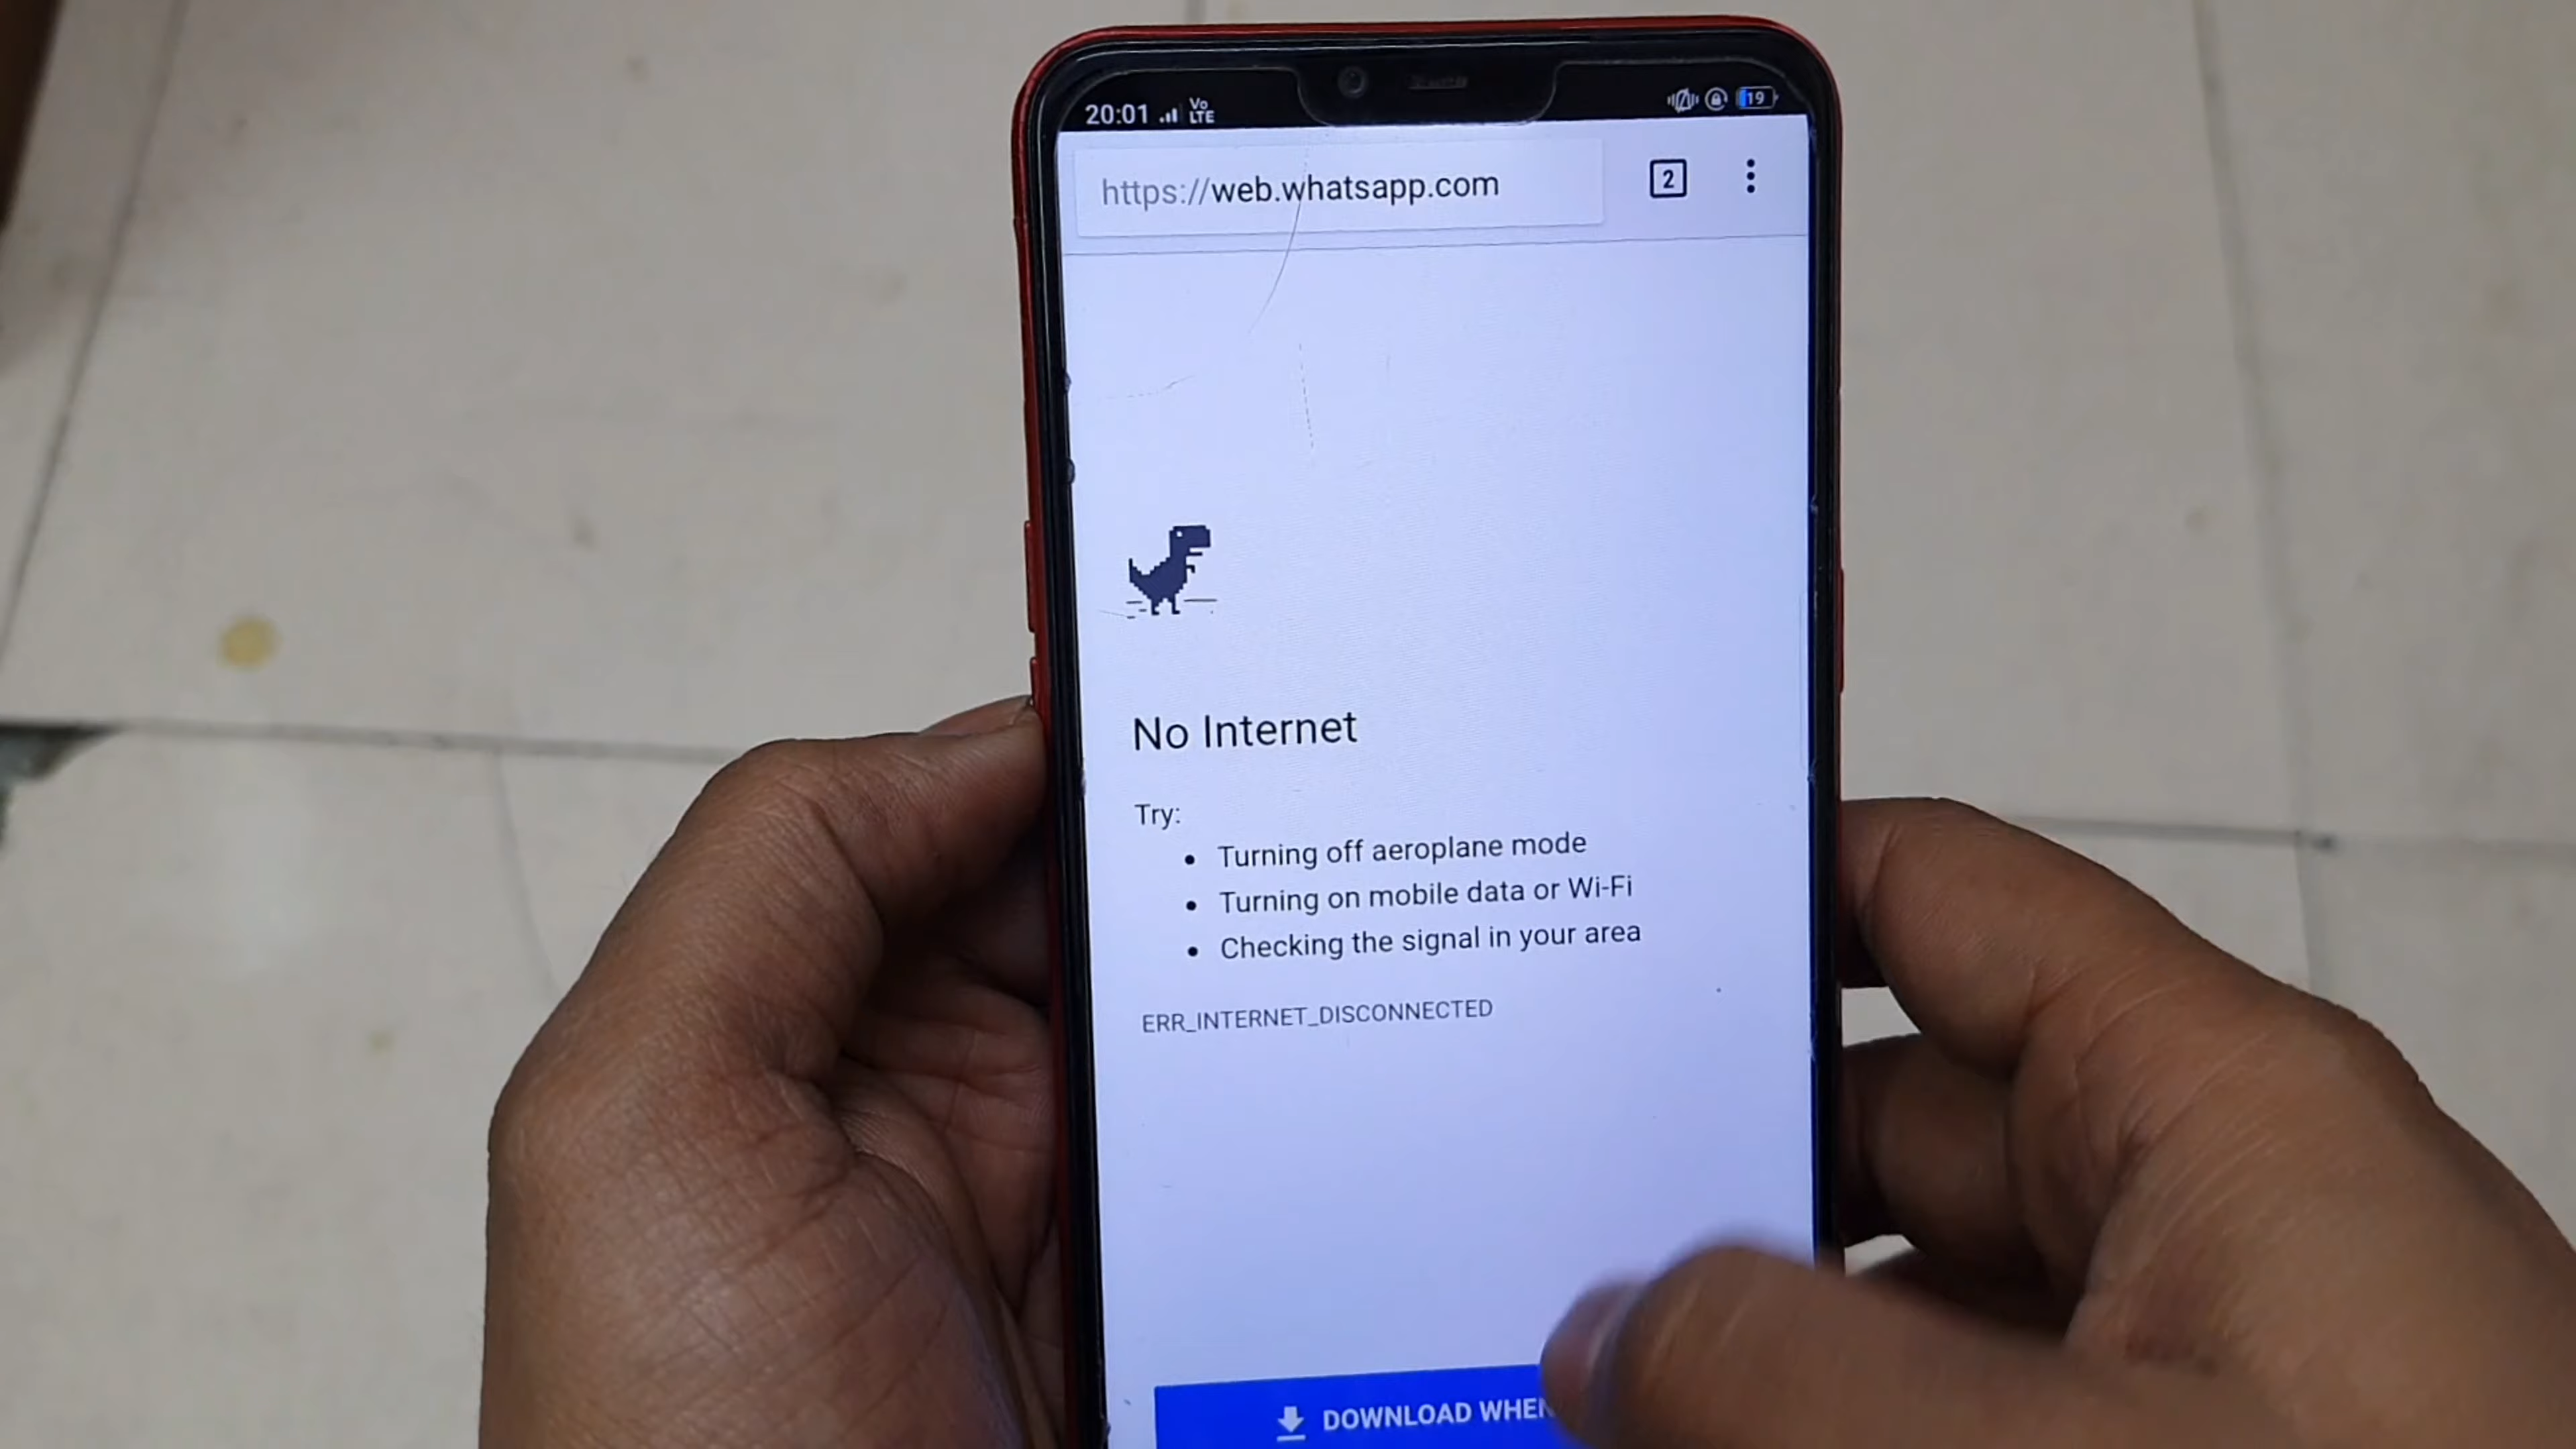 20:01 Vo LTE 19
https://web.whatsapp.com 2
No Internet
Try:
• Turning off aeroplane mode
• Turning on mobile data or Wi-Fi
• Checking the signal in your area
ERR_INTERNET_DISCONNECTED
DOWNLOAD WHEN